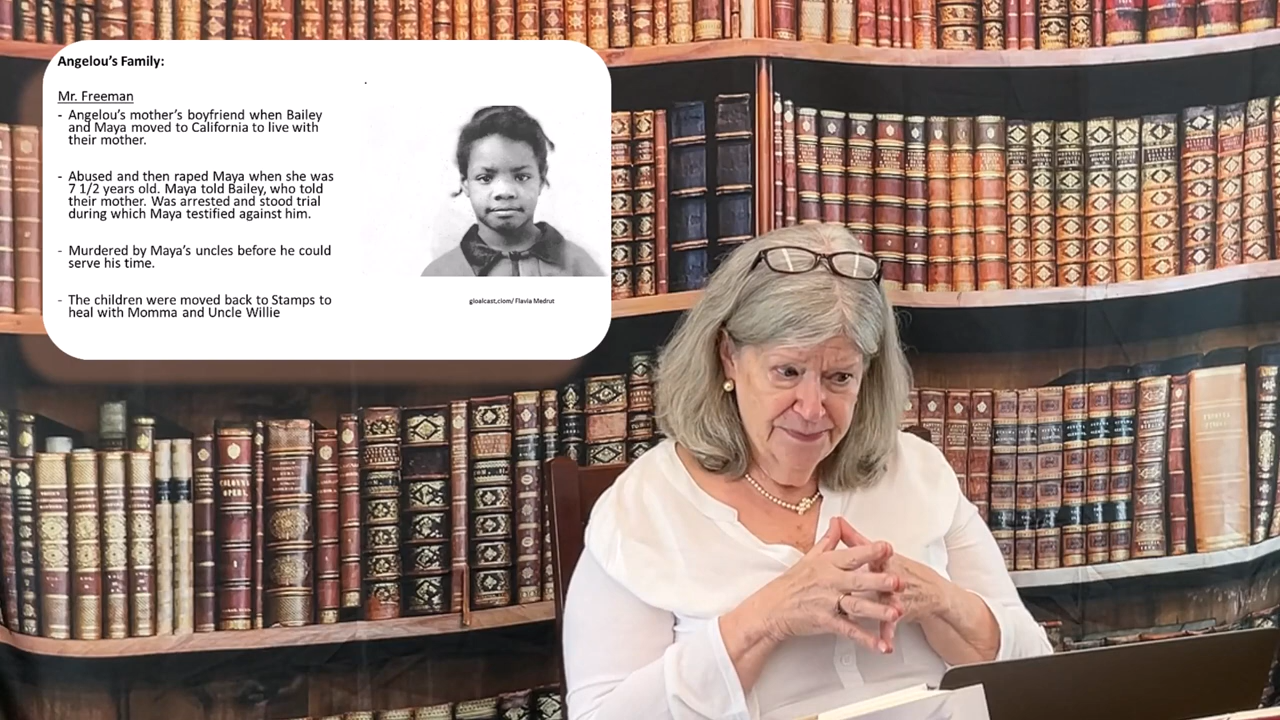 Angelou's Family:
Mr. Freeman
- Angelou's mother's boyfriend when Bailey
and Maya moved to California to live with
their mother.
- Abused and then raped Maya when she was
7 1/2 years old. Maya told Bailey, who told
their mother. Was arrested and stood trial
during which Maya testified against him.
- Murdered by Maya's uncles before he could
serve his time.
- The children were moved back to Stamps to
heal with Momma and Uncle Willie
gloalcast,ciom/ Flavia Medrut
OPERA.